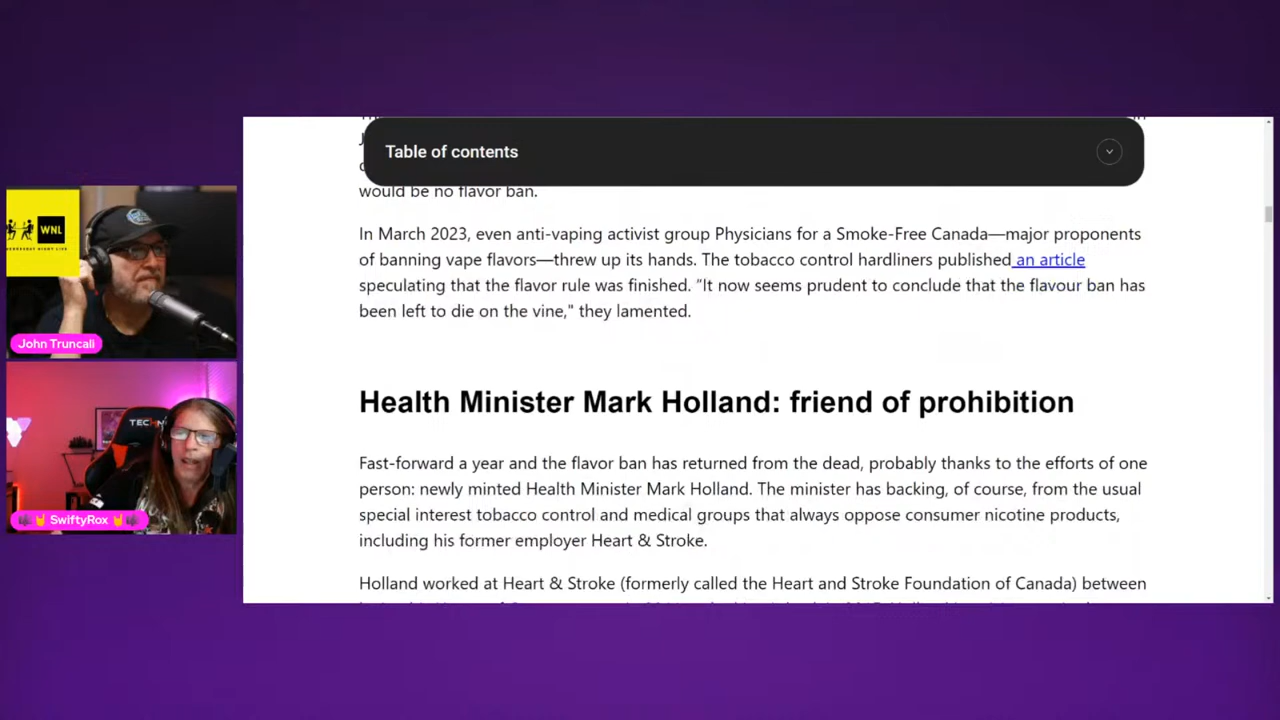 Table of contents
would be no flavor ban.
In March 2023, even anti-vaping activist group Physicians for a Smoke-Free Canada—major proponents
of banning vape flavors—threw up its hands. The tobacco control hardliners published an article
speculating that the flavor rule was finished. "It now seems prudent to conclude that the flavour ban has
been left to die on the vine," they lamented.
Health Minister Mark Holland: friend of prohibition
Fast-forward a year and the flavor ban has returned from the dead, probably thanks to the efforts of one
person: newly minted Health Minister Mark Holland. The minister has backing, of course, from the usual
special interest tobacco control and medical groups that always oppose consumer nicotine products,
including his former employer Heart & Stroke.
Holland worked at Heart & Stroke (formerly called the Heart and Stroke Foundation of Canada) between
WNL
John Truncali
TECHNI
🦇🤘 SwiftyRox 🤘🦇